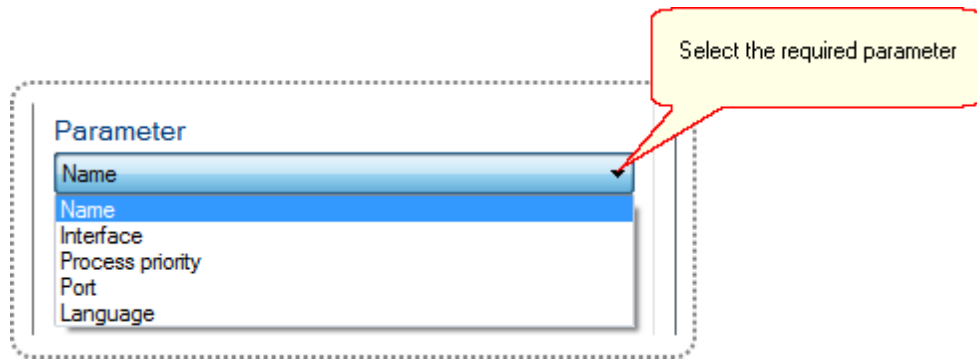 Select the required parameter
Parameter
Name
Name
Interface
Process priority
Port
Language